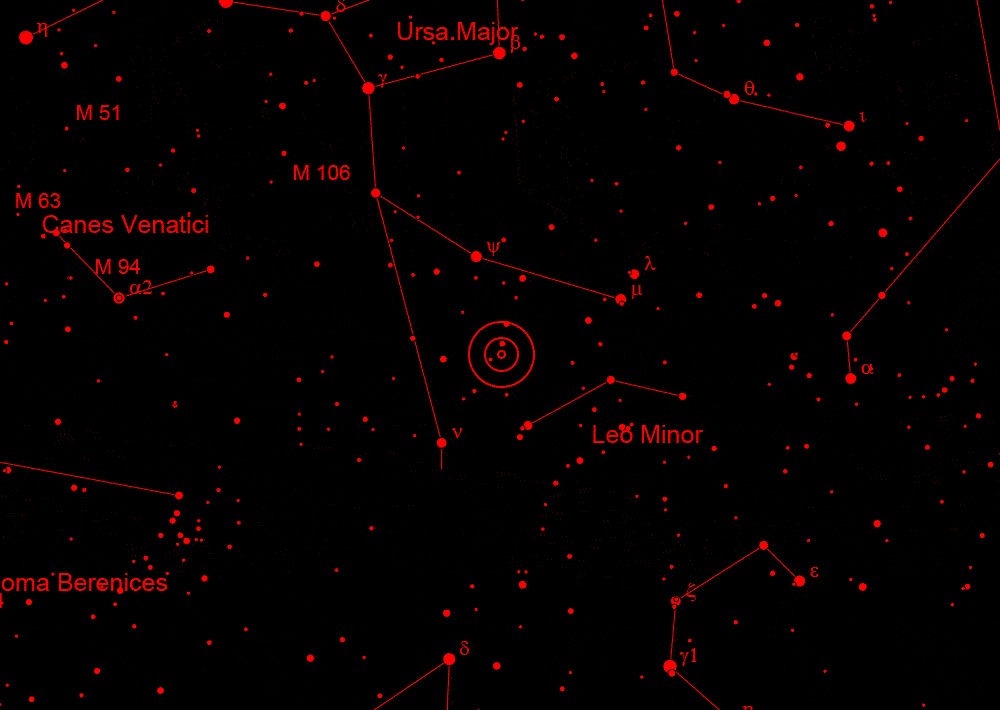 δ
η
Ursa Major
β
γ
θ
ι
M 51
M 106
M 63
Canes Venatici
ψ
λ
M 94
α2
μ
α
ν
Leo Minor
ε
oma Berenices
ξ
δ
γ1
η